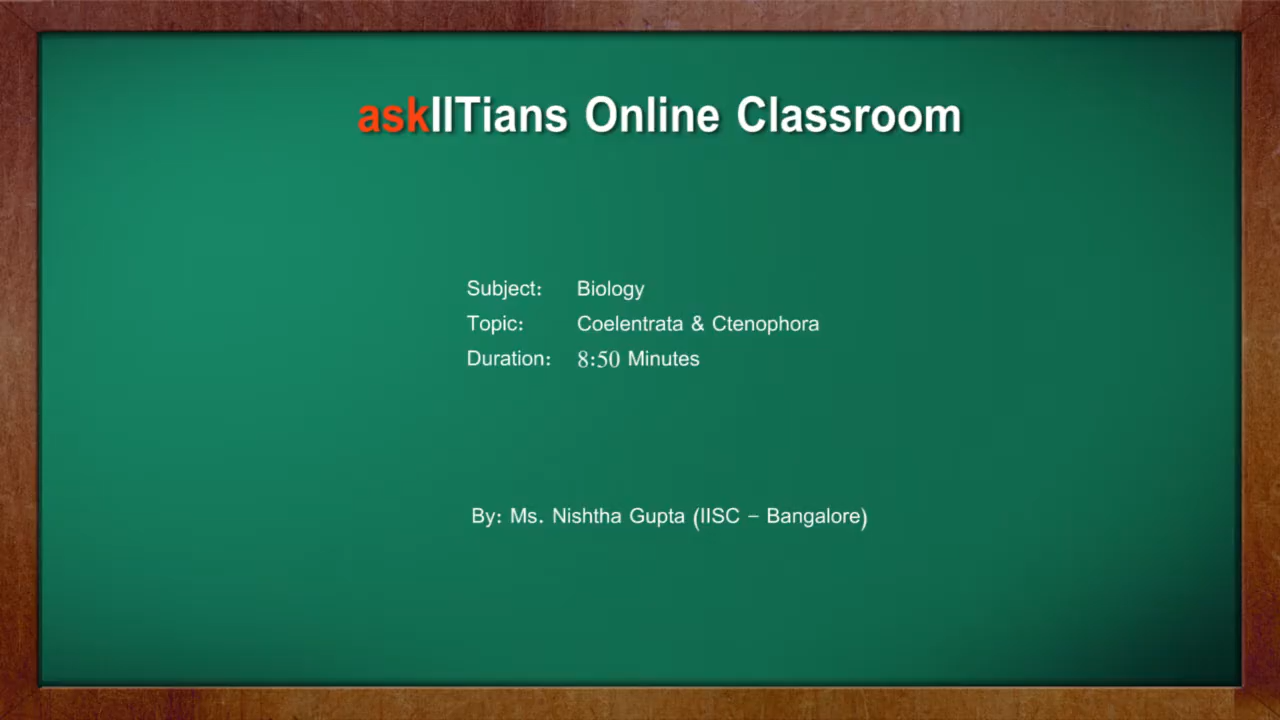 askIITians Online Classroom
Subject: Biology
Topic: Coelentrata & Ctenophora
Duration: 8:50 Minutes
By: Ms. Nishtha Gupta (IISC - Bangalore)